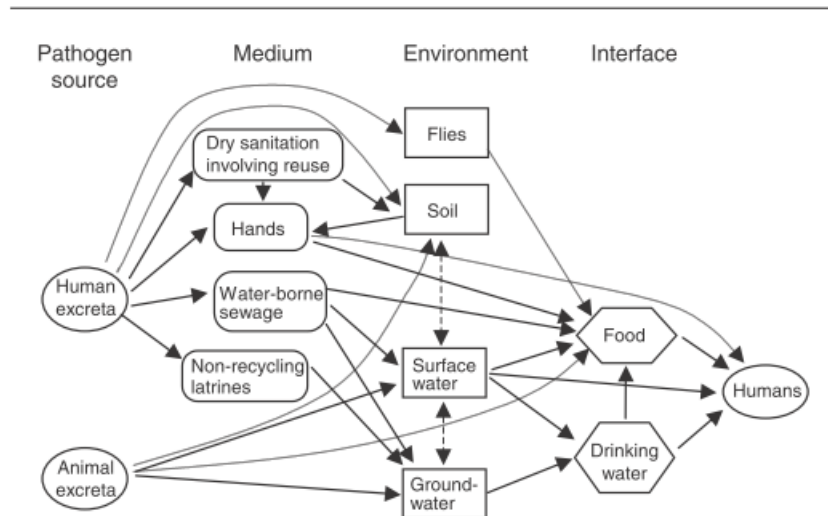 Pathogen
source
Medium
Environment
Interface
Dry sanitation
involving reuse
Flies
Hands
Soil
Human
excreta
Water-borne
sewage
Non-recycling
latrines
Surface
water
Food
Humans
Animal
excreta
Ground-
water
Drinking
water